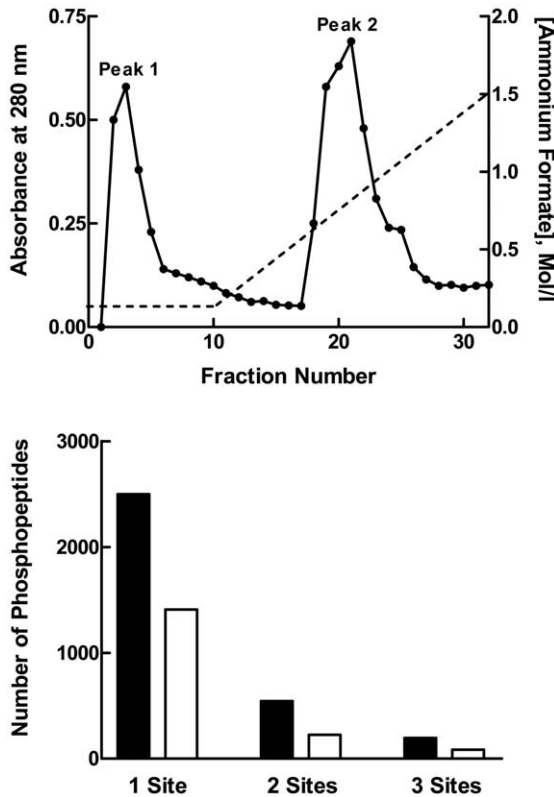 Absorbance at 280 nm
0.75
0.50
0.25
0.00
Peak 1
Peak 2
2.0
1.5
1.0
0.5
0.0
[Ammonium Formate], Mol/l
0
10
20
30
Fraction Number
Number of Phosphopeptides
3000
2000
1000
0
1 Site
2 Sites
3 Sites